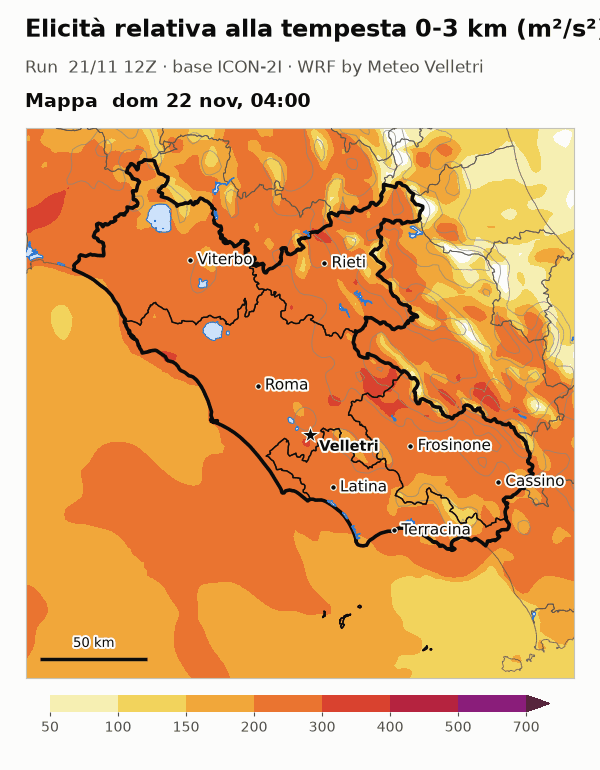 Elicità relativa alla tempesta 0-3 km (m²/s²)
Run 21/11 12Z · base ICON-2I · WRF by Meteo Velletri
Mappa dom 22 nov, 04:00
Viterbo
Rieti
Roma
Velletri
Frosinone
Cassino
Latina
Terracina
50 km
50 100 150 200 300 400 500 700